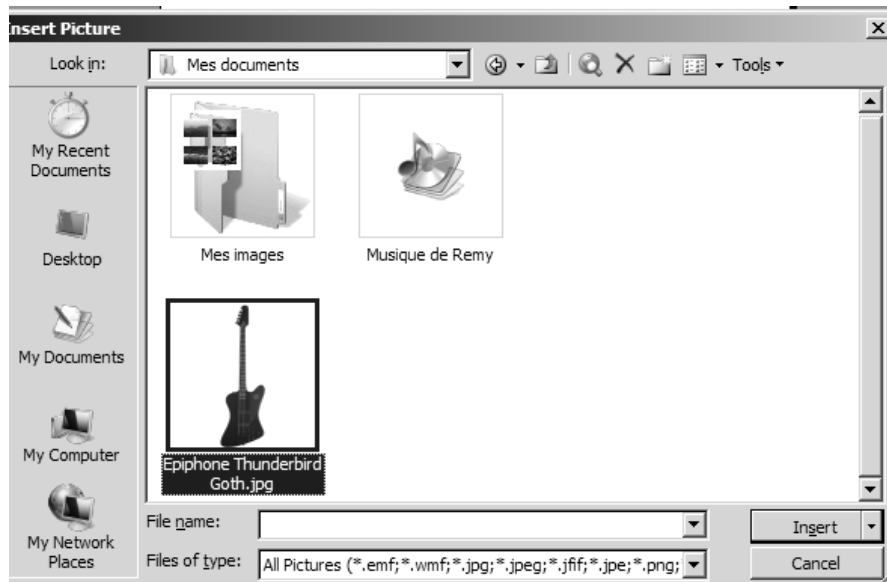 Insert Picture
Look in:
Mes documents
Tools
My Recent
Documents
Desktop
My Documents
My Computer
My Network
Places
Mes images
Musique de Remy
Epiphone Thunderbird
Goth.jpg
File name:
Insert
Files of type:
All Pictures (*.emf;*.wmf;*.jpg;*.jpeg;*.jfif;*.jpe;*.png;
Cancel